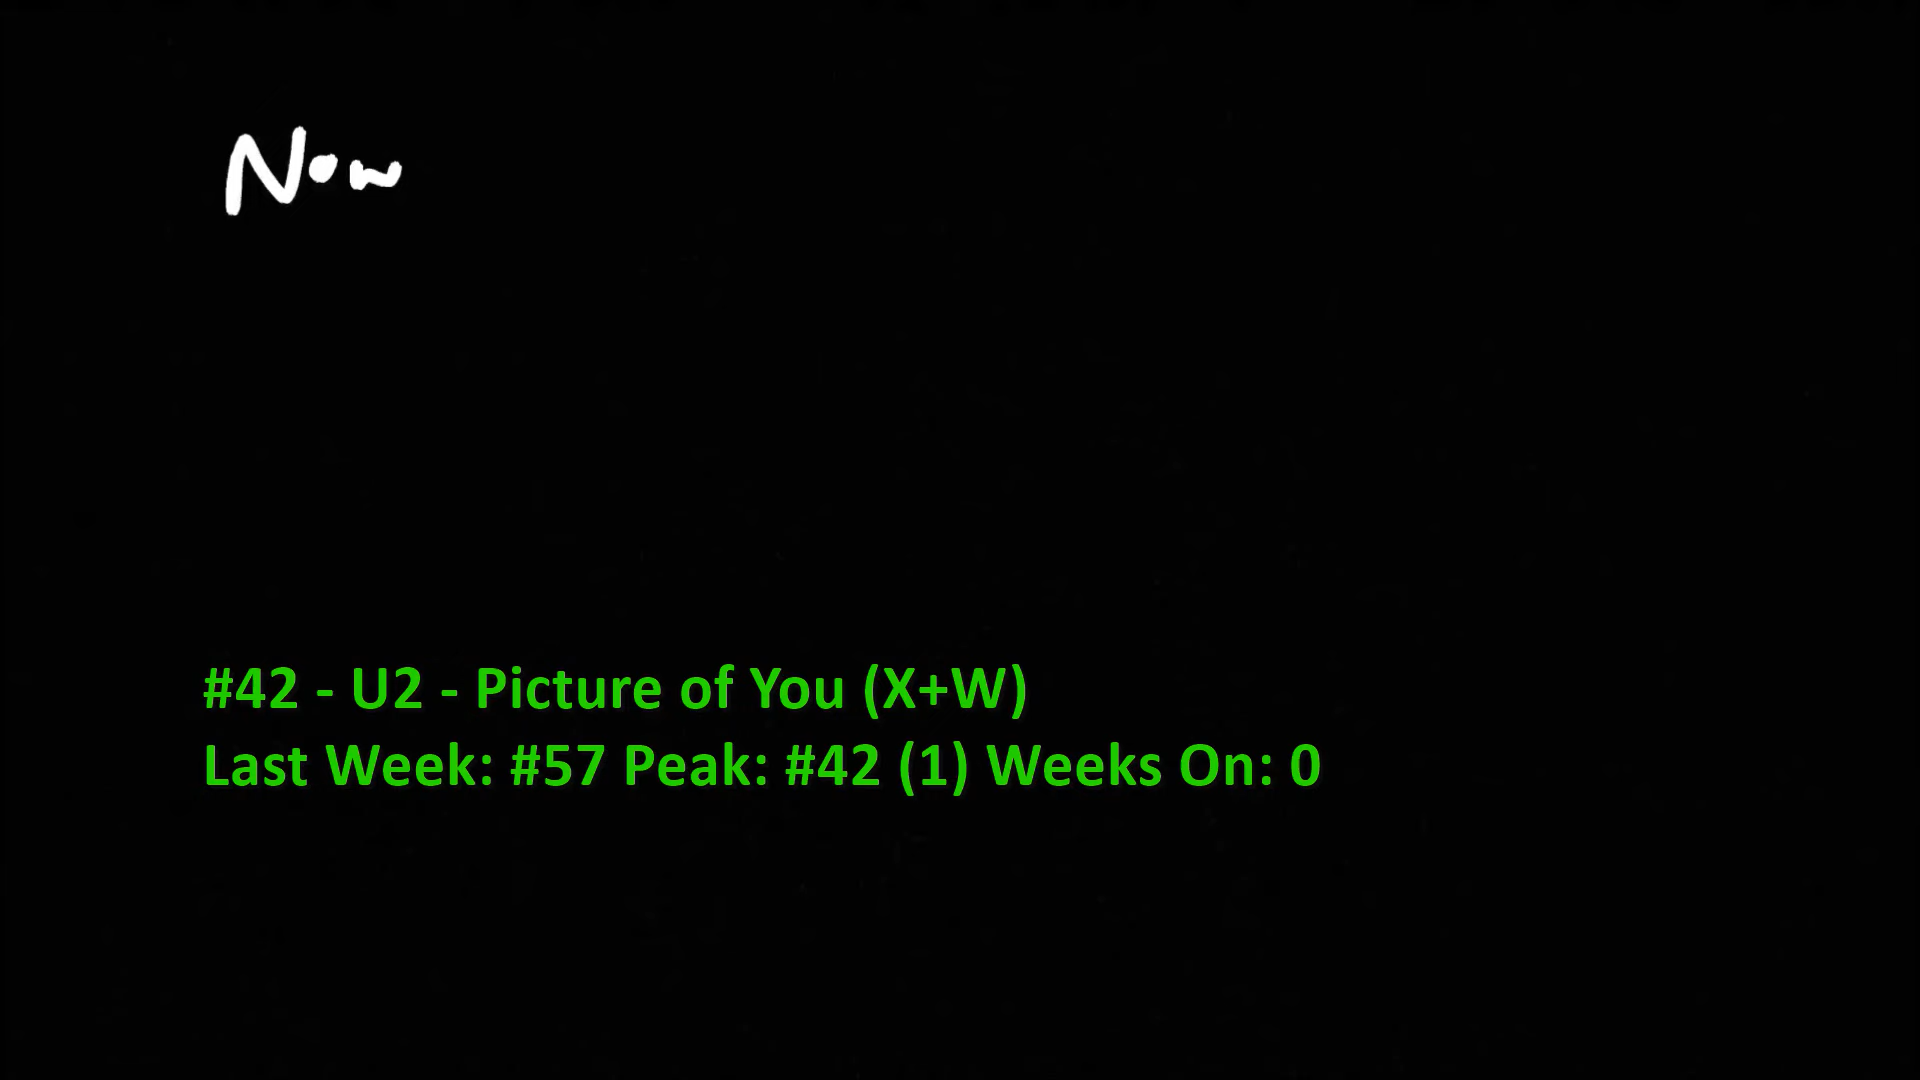 Now
#42 - U2 - Picture of You (X+W)
Last Week: #57 Peak: #42 (1) Weeks On: 0